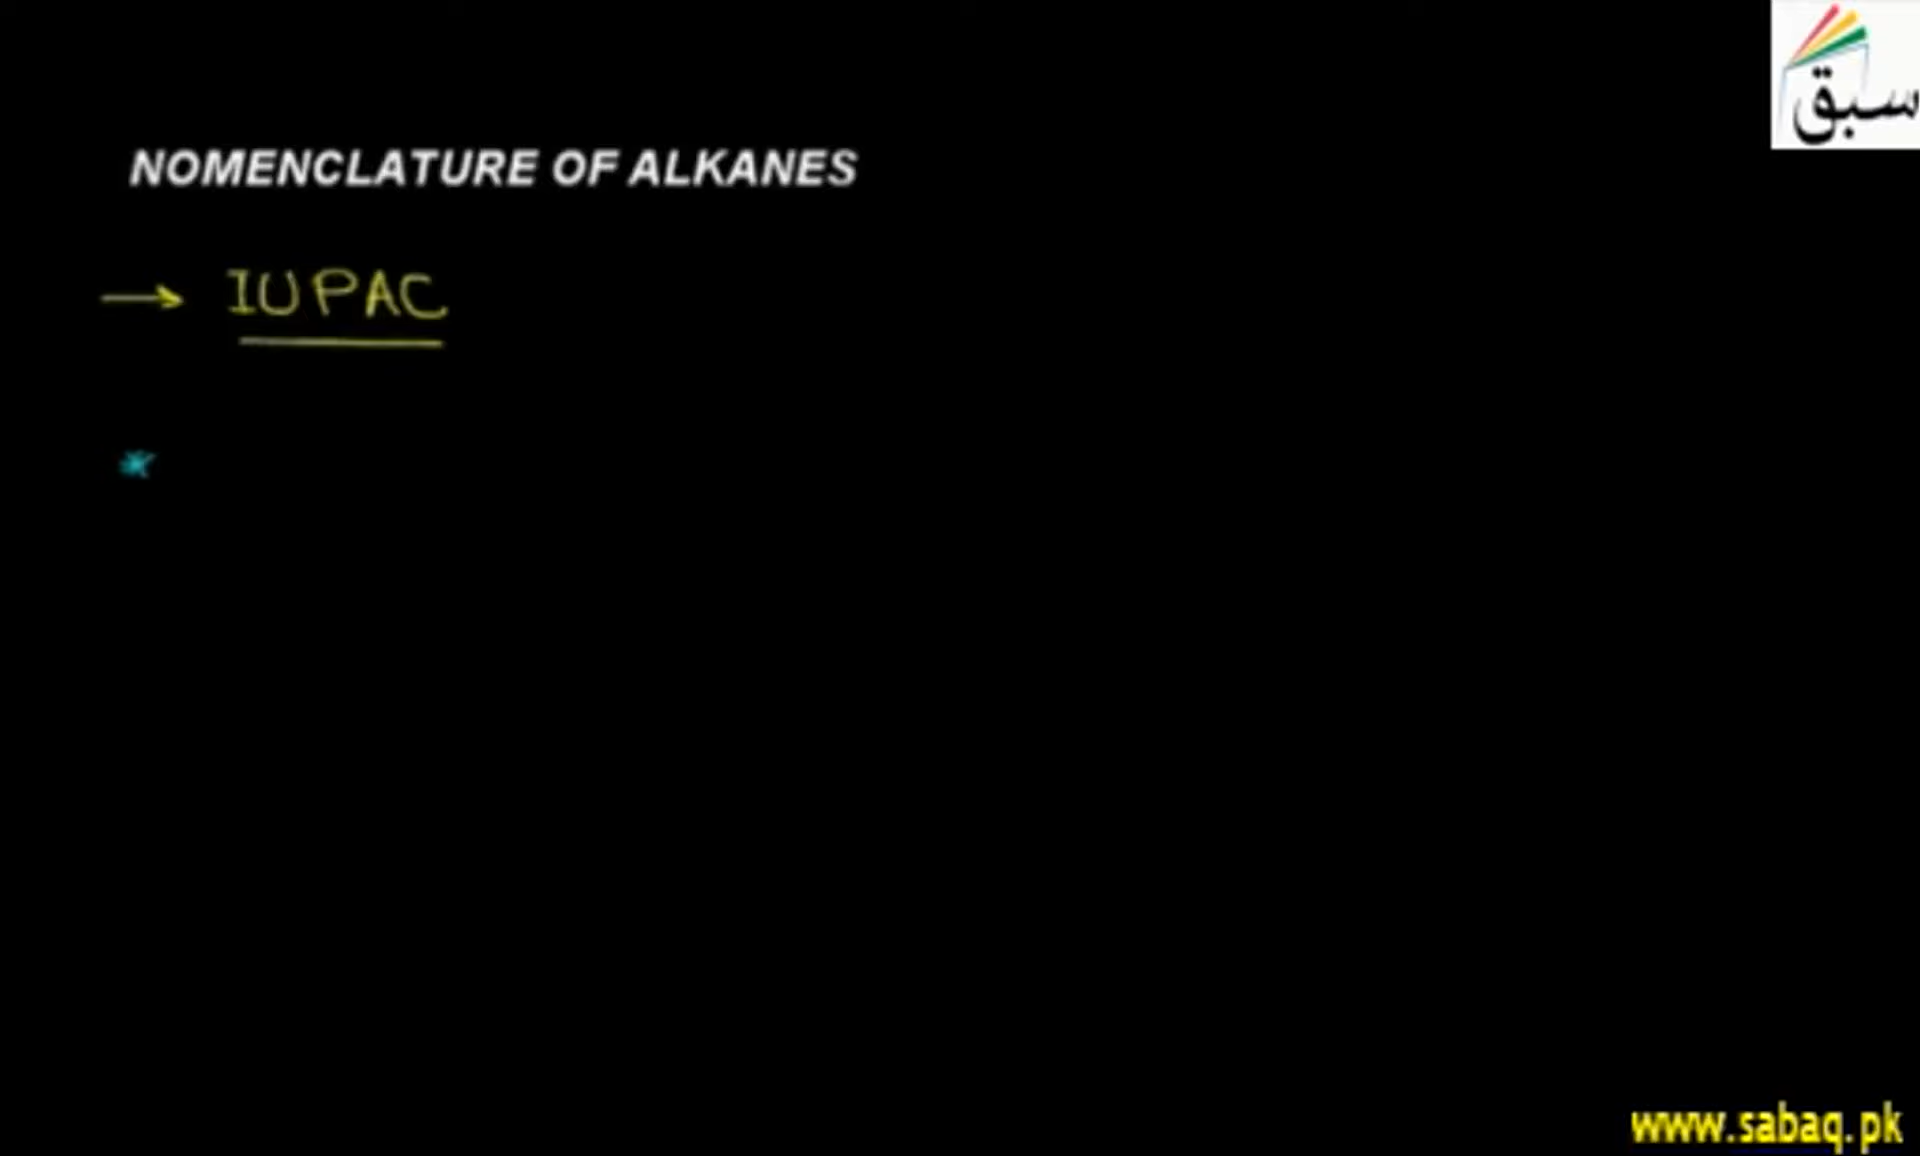 سبق
NOMENCLATURE OF ALKANES
→ IUPAC
*
www.sabaq.pk